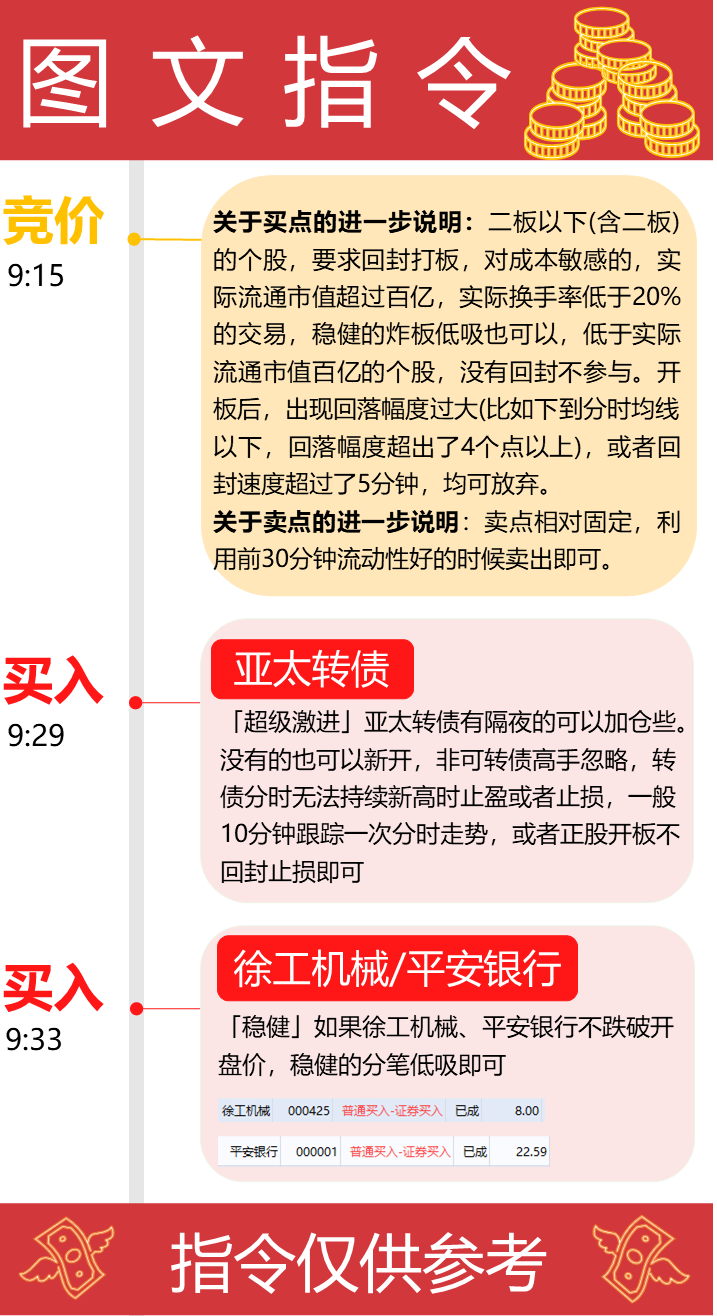 图文指令
竞价
9:15
关于买点的进一步说明：二板以下(含二板)
的个股，要求回封打板，对成本敏感的，实
际流通市值超过百亿，实际换手率低于20%
的交易，稳健的炸板低吸也可以，低于实际
流通市值百亿的个股，没有回封不参与。开
板后，出现回落幅度过大(比如下到分时均线
以下，回落幅度超出了4个点以上)，或者回
封速度超过了5分钟，均可放弃。
关于卖点的进一步说明：卖点相对固定，利
用前30分钟流动性好的时候卖出即可。
买入
9:29
亚太转债
「超级激进」亚太转债有隔夜的可以加仓些。
没有的也可以新开，非可转债高手忽略，转
债分时无法持续新高时止盈或者止损，一般
10分钟跟踪一次分时走势，或者正股开板不
回封止损即可
买入
9:33
徐工机械/平安银行
「稳健」如果徐工机械、平安银行不跌破开
盘价，稳健的分笔低吸即可
徐工机械 000425 普通买入-证券买入 已成 8.00
平安银行 000001 普通买入-证券买入 已成 22.59
指令仅供参考